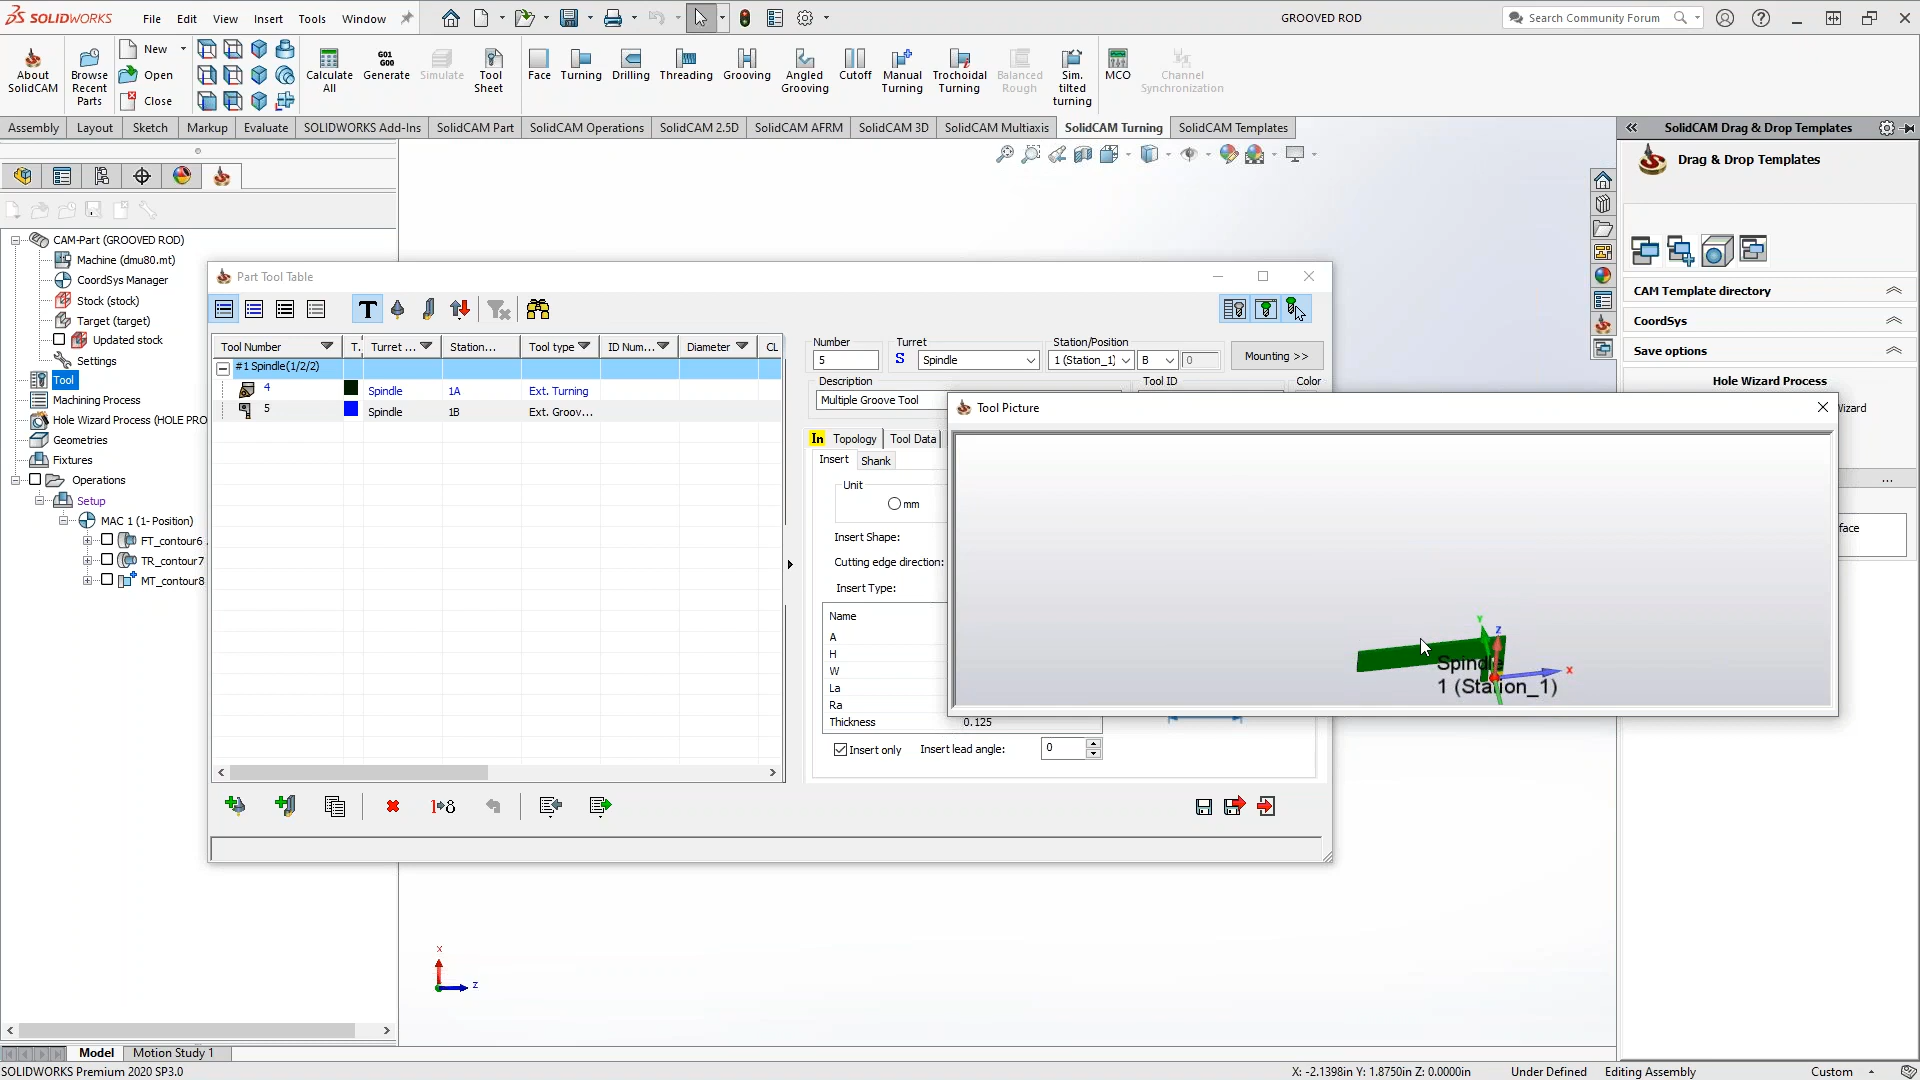 SOLIDWORKS File Edit View Insert Tools Window GROOVED ROD Search Community Forum
About SolidCAM
Browse Recent Parts
New
Open
Close
Calculate All
G01 G00 Generate
Simulate
Tool Sheet
Face
Turning
Drilling
Threading
Grooving
Angled Grooving
Cutoff
Manual Turning
Trochoidal Turning
Balanced Rough
Sim. tilted turning
MCO
Channel Synchronization
Assembly Layout Sketch Markup Evaluate SOLIDWORKS Add-Ins SolidCAM Part SolidCAM Operations SolidCAM 2.5D SolidCAM AFRM SolidCAM 3D SolidCAM Multiaxis SolidCAM Turning SolidCAM Templates
SolidCAM Drag & Drop Templates
Drag & Drop Templates
CAM Template directory
CoordSys
Save options
Hole Wizard Process
izard
...
face
CAM-Part (GROOVED ROD)
Machine (dmu80.mt)
CoordSys Manager
Stock (stock)
Target (target)
Updated stock
Settings
Tool
Machining Process
Hole Wizard Process (HOLE PRO
Geometries
Fixtures
Operations
Setup
MAC 1 (1- Position)
FT_contour6
TR_contour7
MT_contour8
Part Tool Table
Tool Number T. Turret ... Station... Tool type ID Num... Diameter CL
#1 Spindle(1/2/2)
4 Spindle 1A Ext. Turning
5 Spindle 1B Ext. Groov...
Number Turret Station/Position
5 S Spindle 1 (Station_1) B 0 Mounting >>
Description Tool ID Color
Multiple Groove Tool
In Topology Tool Data
Insert Shank
Unit
mm
Insert Shape:
Cutting edge direction:
Insert Type:
Name
A
H
W
La
Ra
Thickness 0.125
Insert only Insert lead angle: 0
1 8
Tool Picture
Y
Z
X
Spindle
1 (Station_1)
X
Z
Model Motion Study 1
SOLIDWORKS Premium 2020 SP3.0 X: -2.1398in Y: 1.8750in Z: 0.0000in Under Defined Editing Assembly Custom